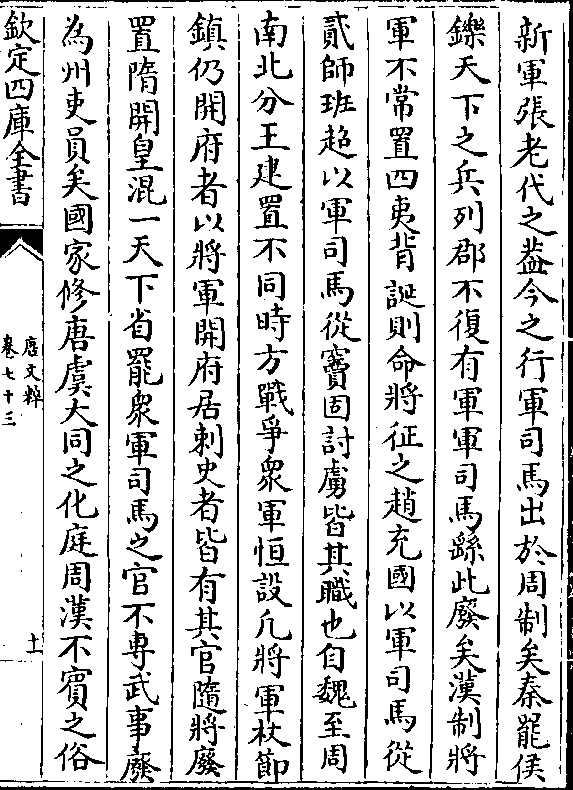 新軍張老代之葢今之行軍司馬出於周制矣秦罷侯
鑠天下之兵列郡不復有軍軍司馬繇此廢矣漢制將
軍不常置四夷背誕則命將征之趙充國以軍司馬從
貳師班超以軍司馬從竇固討虜皆其職也自魏至周
南北分王建置不同時方戰爭衆軍恒設凢將軍杖節
鎮仍開府者以將軍開府居刺史者皆有其官隨將廢
置隋開皇混一天下省罷衆軍司馬之官不專武事廢
為州吏員矣國家修唐虞大同之化庭周漢不賔之俗
欽定四庫全書
唐文粹
卷七十三
土